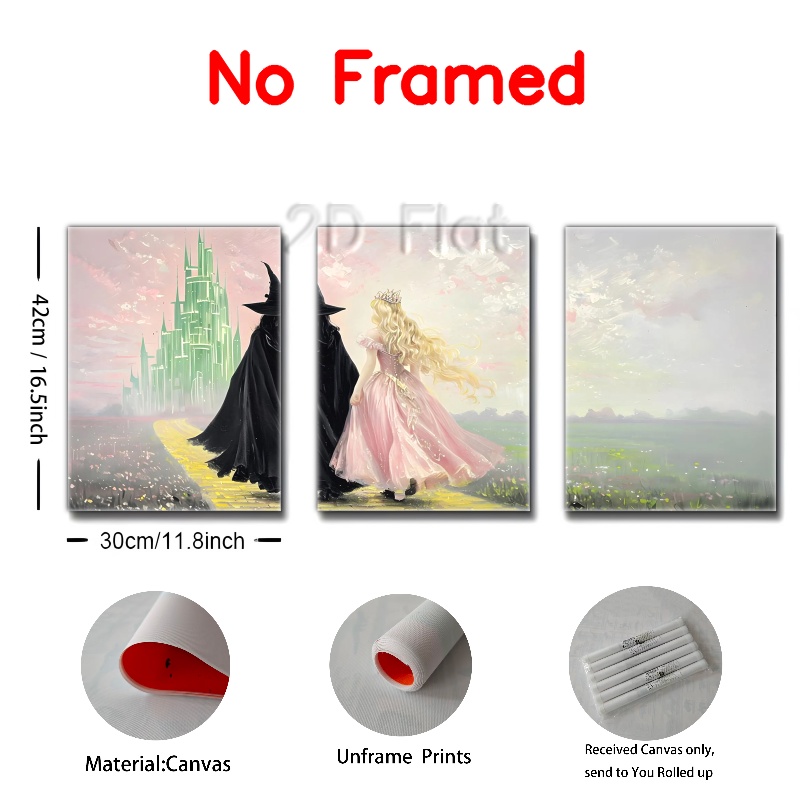 No Framed
2D Flat
42cm / 16.5inch
30cm/11.8inch
Material:Canvas
Unframe Prints
Received Canvas only,
send to You Rolled up